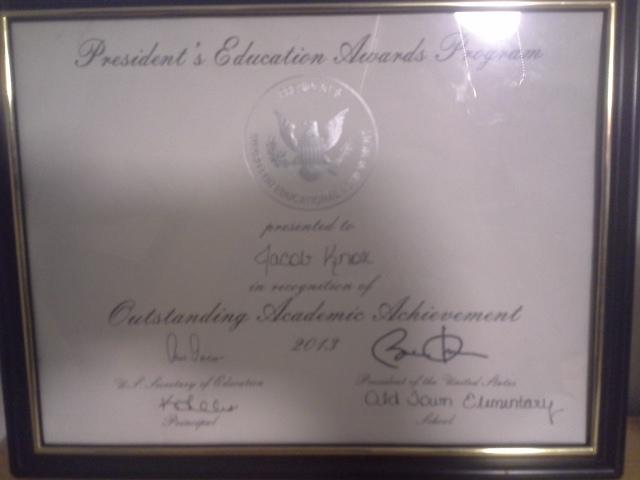 President's Education Awards Program
EDUCATIONAL
presented to
Jacob Knox
in recognition of
Outstanding Academic Achievement
2013
U.S. Secretary of Education President of the United States
Old Town Elementary
Principal School